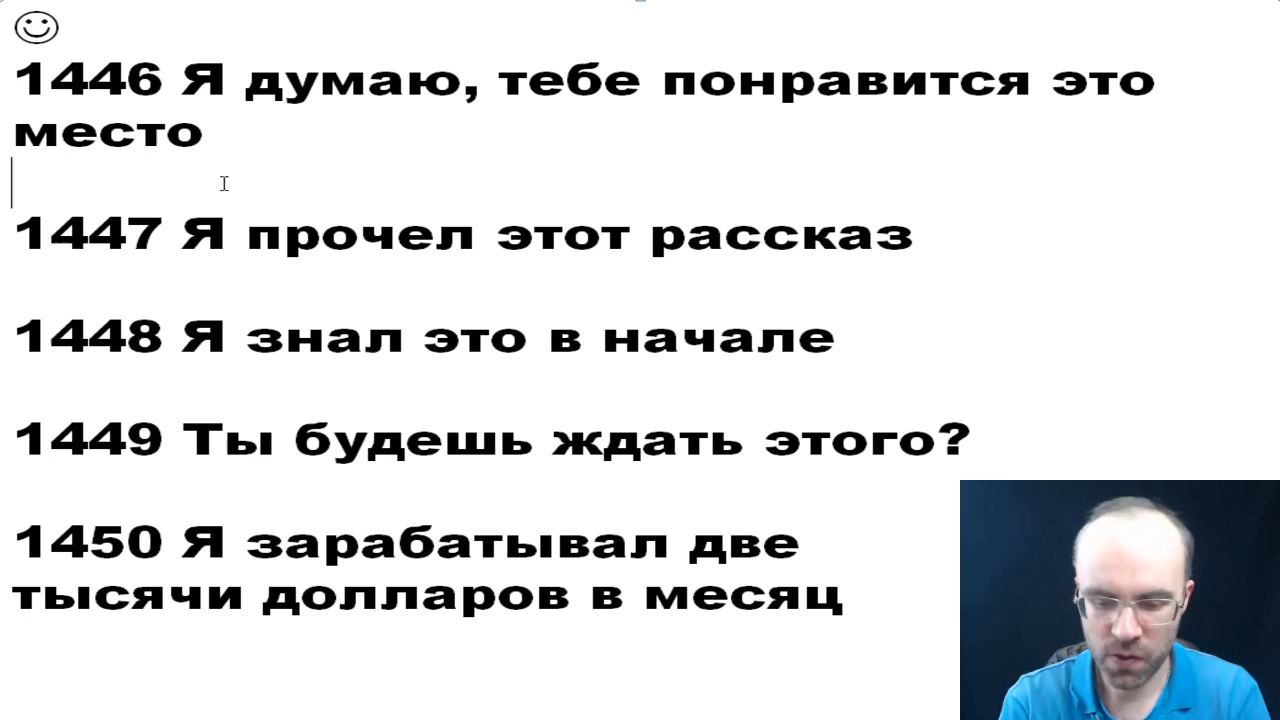 1446 Я думаю, тебе понравится это
место
1447 Я прочел этот рассказ
1448 Я знал это в начале
1449 Ты будешь ждать этого?
1450 Я зарабатывал две
тысячи долларов в месяц